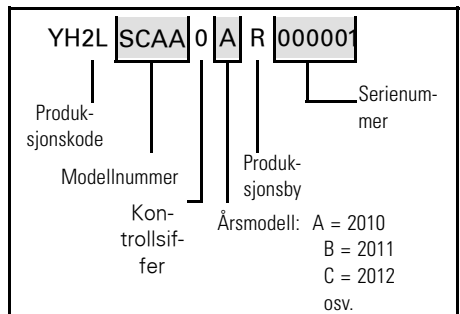 YH2L SCAA 0 A R 000001
Serienum-
mer
Produk-
sjonskode
Produk-
sjonsby
Modellnummer
Kon-
trollsif-
fer
Årsmodell: A = 2010
B = 2011
C = 2012
osv.